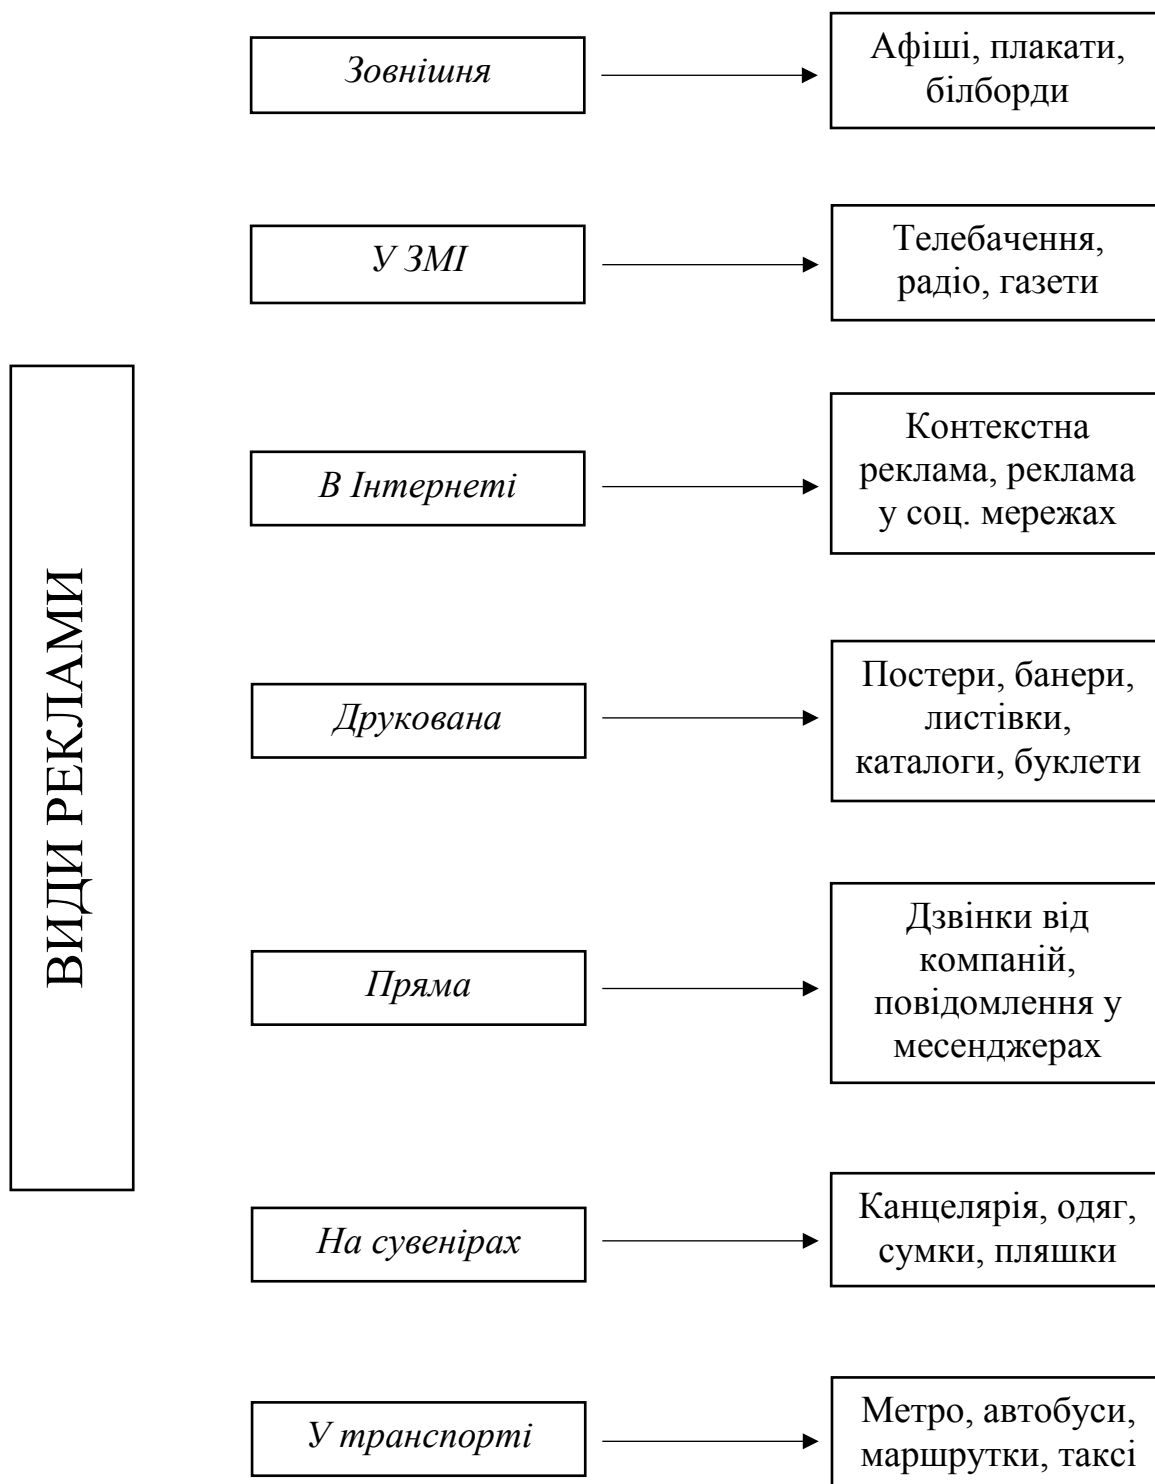 Зовнішня
Афіші, плакати,
білборди
У ЗМІ
Телебачення,
радіо, газети
ВИДИ РЕКЛАМИ
В Інтернеті
Контекстна
реклама, реклама
у соц. мережах
Друкована
Постери, банери,
листівки,
каталоги, буклети
Пряма
Дзвінки від
компаній,
повідомлення у
месенджерах
На сувенірах
Канцелярія, одяг,
сумки, пляшки
У транспорті
Метро, автобуси,
маршрутки, таксі